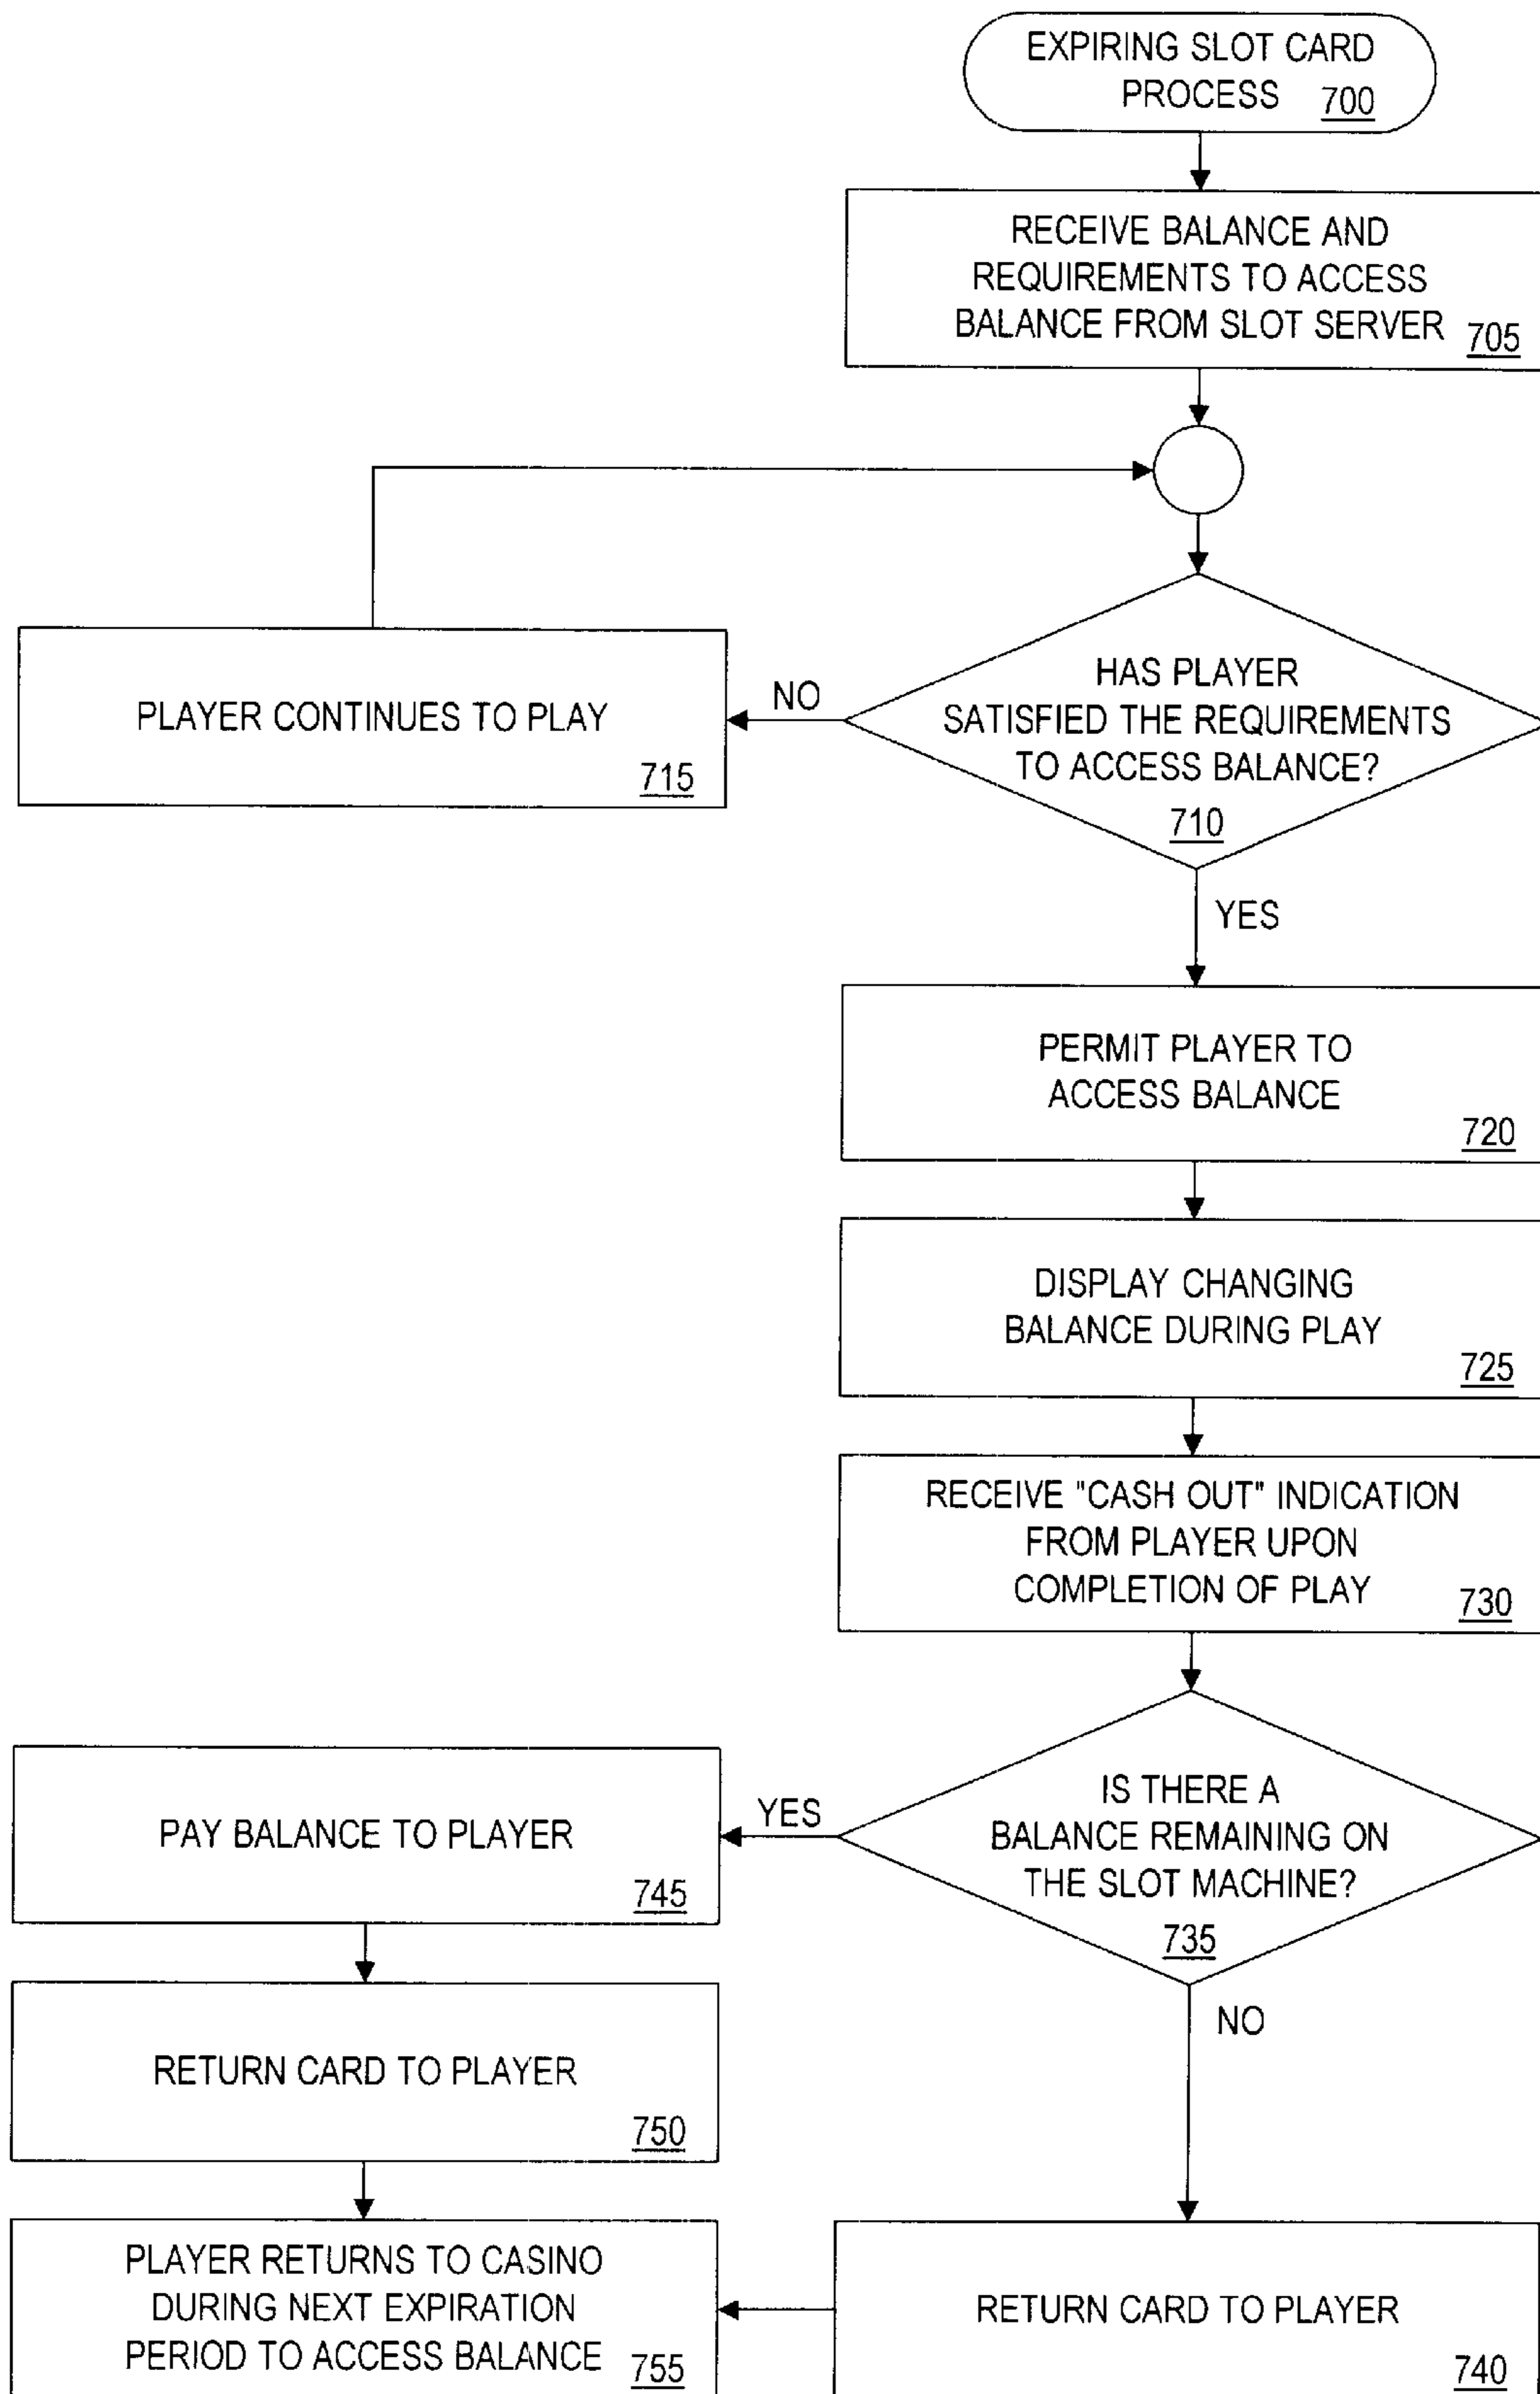 EXPIRING SLOT CARD
PROCESS 700
RECEIVE BALANCE AND
REQUIREMENTS TO ACCESS
BALANCE FROM SLOT SERVER 705
HAS PLAYER
SATISFIED THE REQUIREMENTS
TO ACCESS BALANCE?
710
NO
PLAYER CONTINUES TO PLAY
715
YES
PERMIT PLAYER TO
ACCESS BALANCE
720
DISPLAY CHANGING
BALANCE DURING PLAY
725
RECEIVE "CASH OUT" INDICATION
FROM PLAYER UPON
COMPLETION OF PLAY 730
IS THERE A
BALANCE REMAINING ON
THE SLOT MACHINE?
735
YES
PAY BALANCE TO PLAYER
745
RETURN CARD TO PLAYER
750
NO
RETURN CARD TO PLAYER
740
PLAYER RETURNS TO CASINO
DURING NEXT EXPIRATION
PERIOD TO ACCESS BALANCE 755